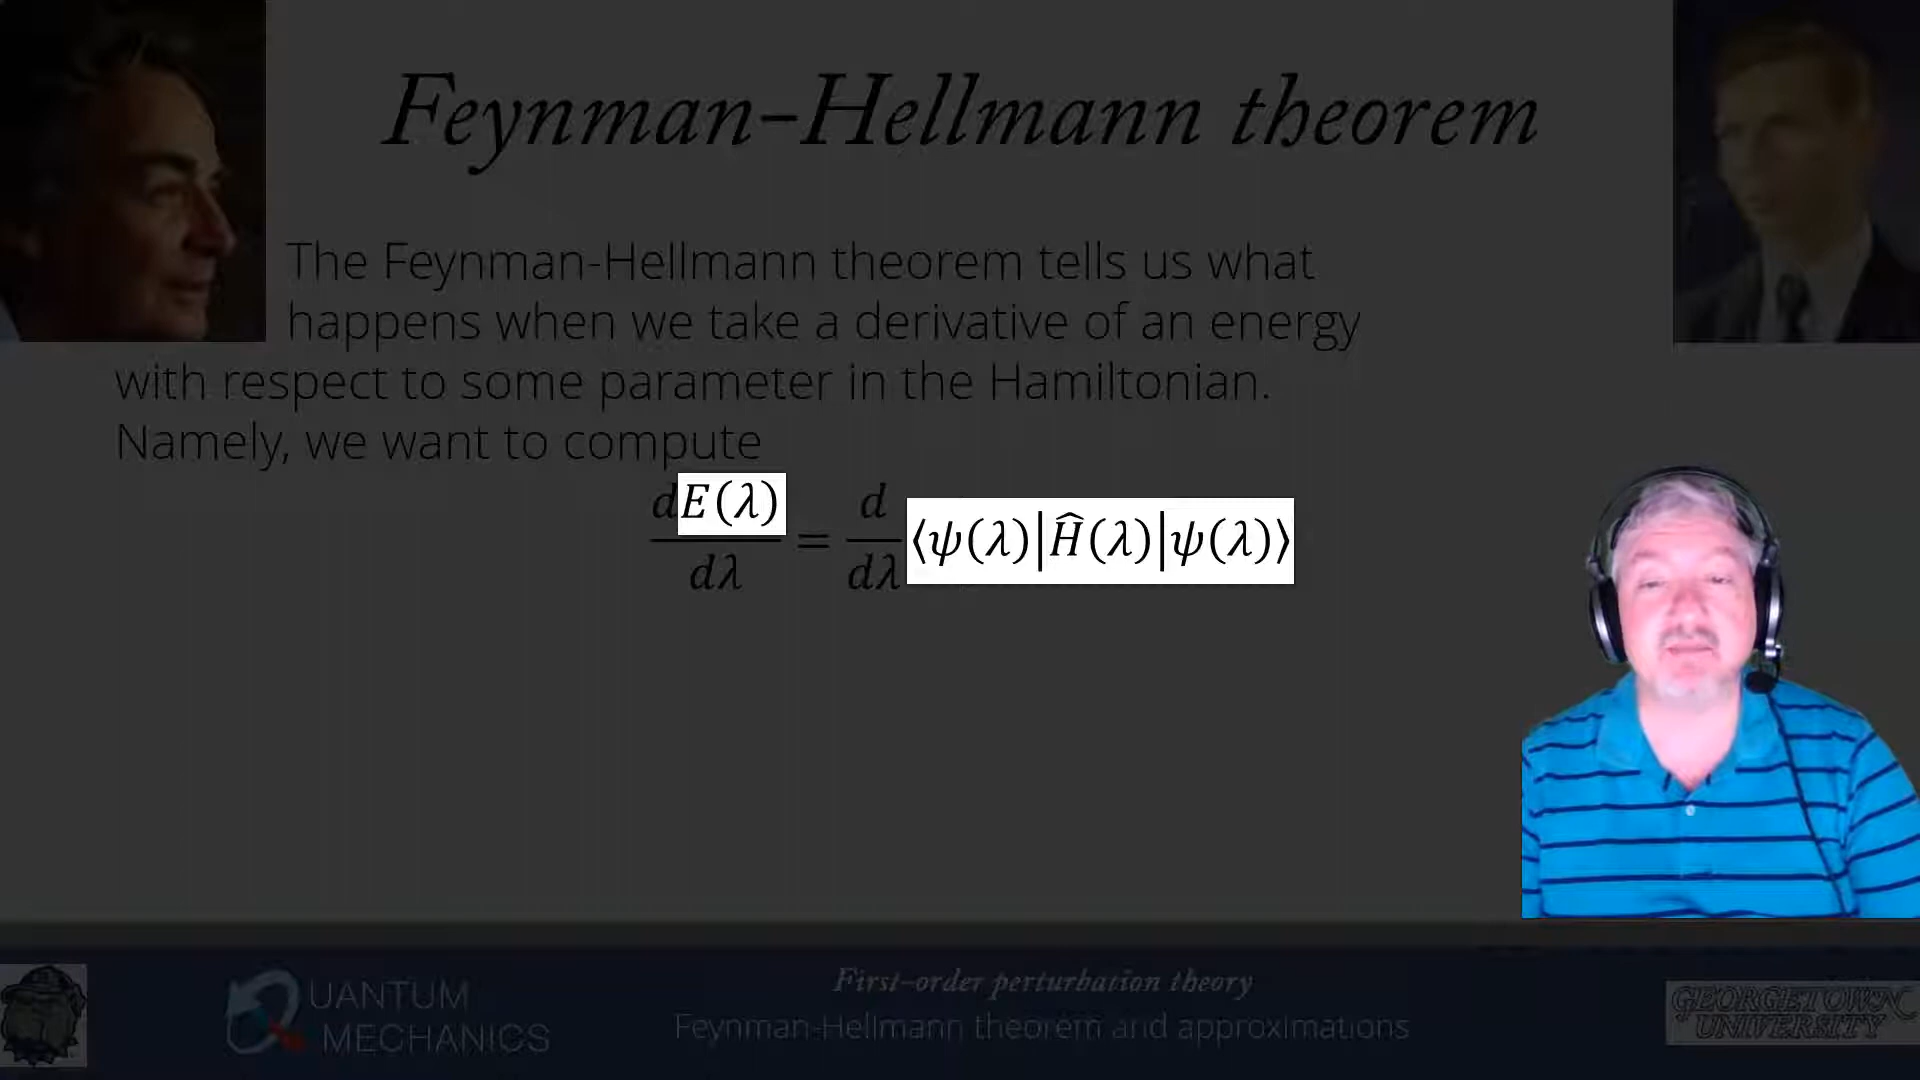 Feynman–Hellmann theorem
The Feynman-Hellmann theorem tells us what
happens when we take a derivative of an energy
with respect to some parameter in the Hamiltonian.
Namely, we want to compute
dE(λ)/dλ = d/dλ ⟨ψ(λ)|Ĥ(λ)|ψ(λ)⟩
First–order perturbation theory
QUANTUM
MECHANICS
Feynman-Hellmann theorem and approximations
GEORGETOWN
UNIVERSITY